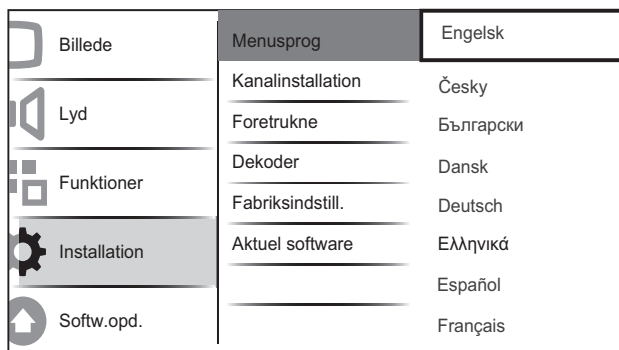 Billede
Lyd
Funktioner
Installation
Softw.opd.
Menusprog
Kanalinstallation
Foretrukne
Dekoder
Fabriksindstill.
Aktuel software
Engelsk
Česky
Български
Dansk
Deutsch
Ελληνικά
Español
Français